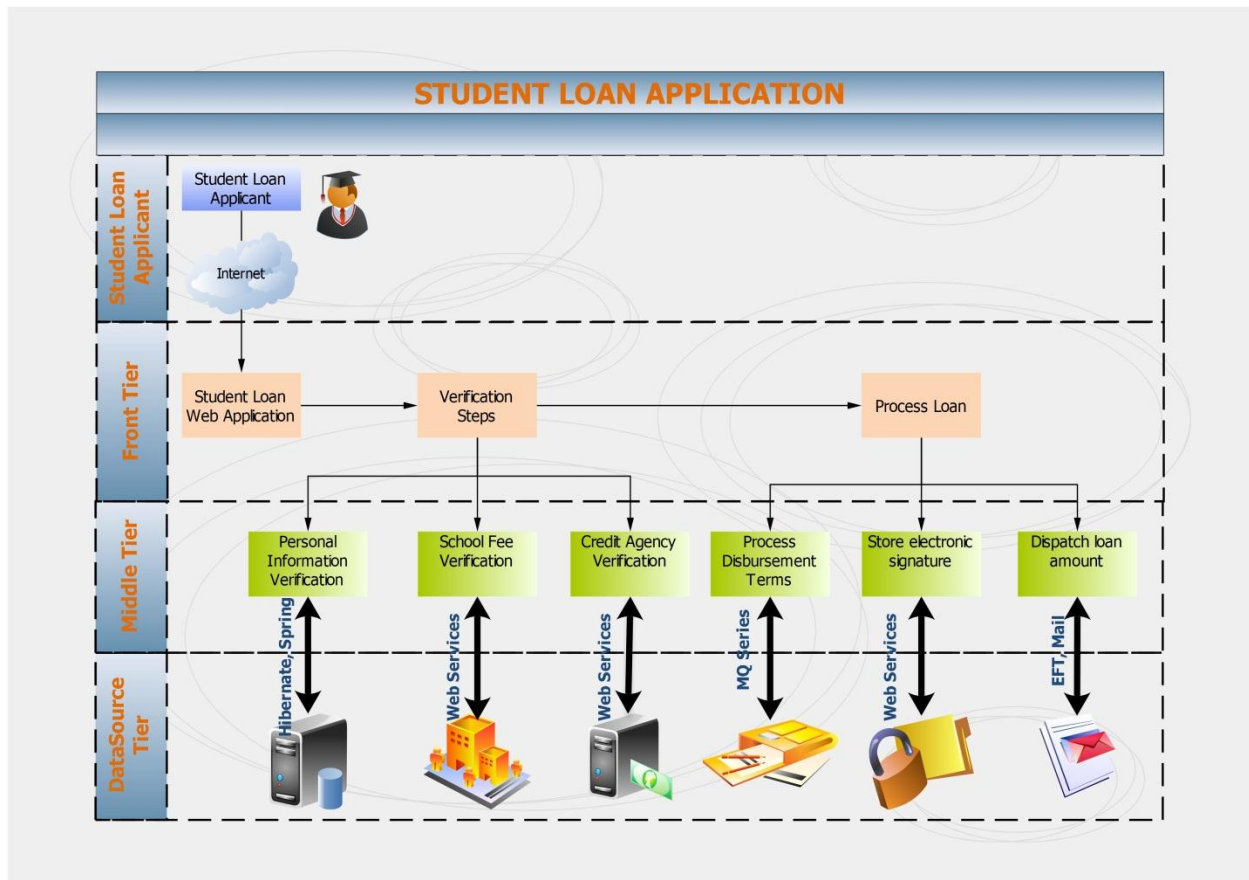 STUDENT LOAN APPLICATION
Student Loan
Applicant
Student Loan
Applicant
Internet
Front Tier
Student Loan
Web Application
Verification
Steps
Process Loan
Middle Tier
Personal
Information
Verification
School Fee
Verification
Credit Agency
Verification
Process
Disbursement
Terms
Store electronic
signature
Dispatch loan
amount
Hibernate, Spring
Web Services
Web Services
MQ Series
Web Services
EFT, Mail
DataSource
Tier